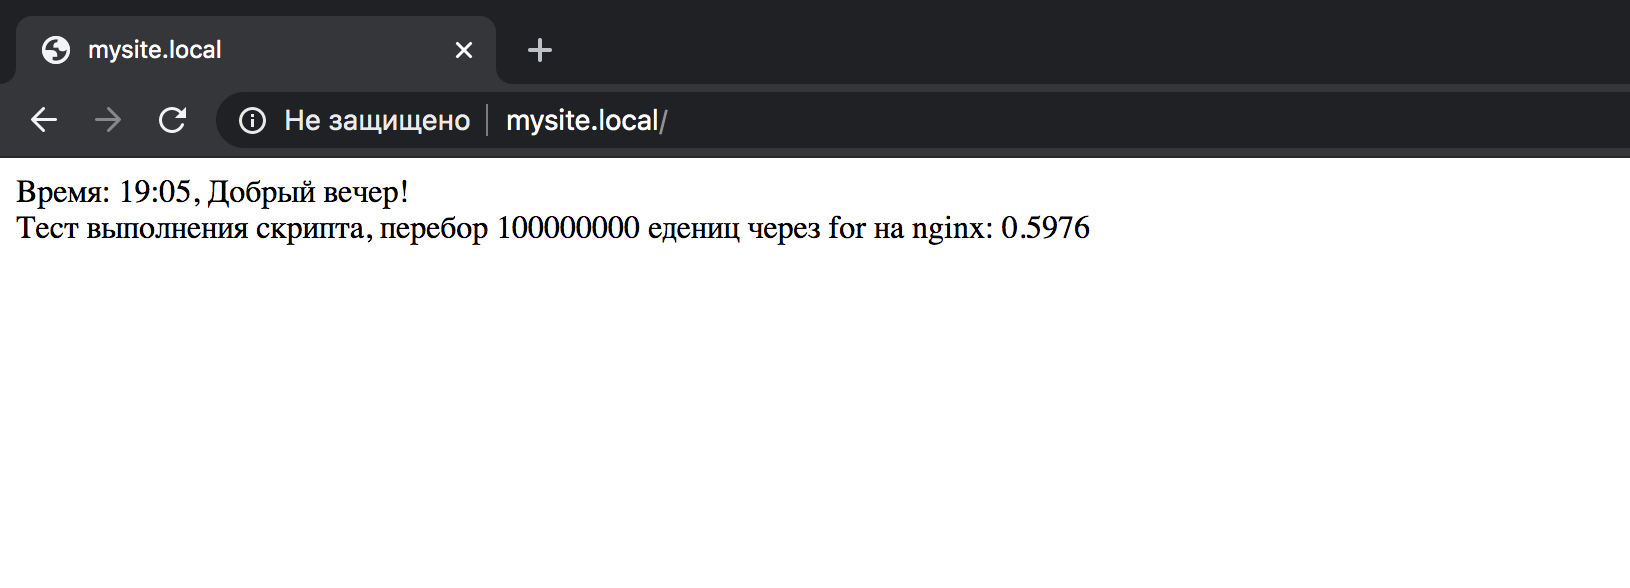 mysite.local
Не защищено mysite.local/
Время: 19:05, Добрый вечер!
Тест выполнения скрипта, перебор 100000000 едениц через for на nginx: 0.5976